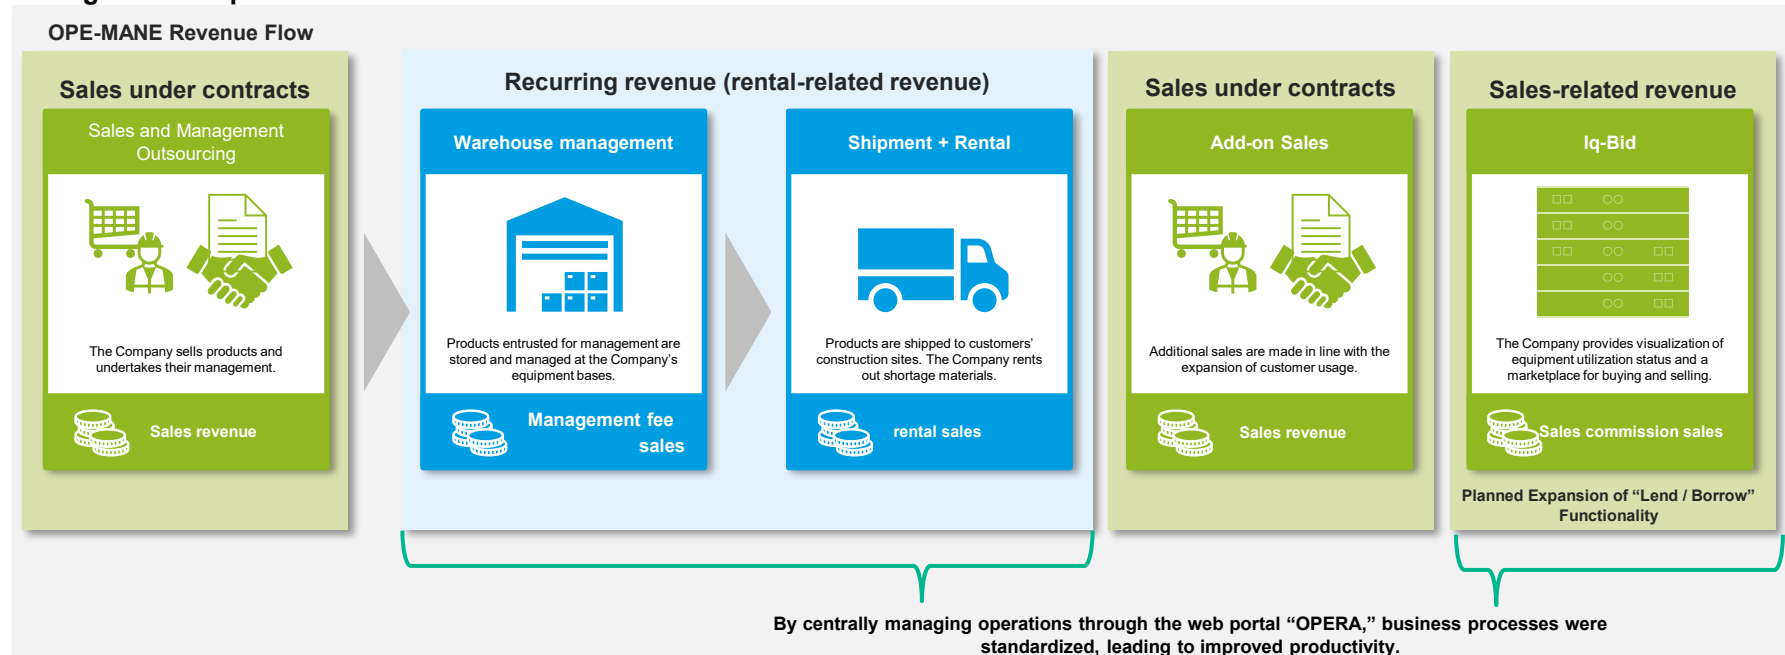 OPE-MANE Revenue Flow
Sales under contracts
Sales and Management
Outsourcing
The Company sells products and
undertakes their management.
Sales revenue
Recurring revenue (rental-related revenue)
Warehouse management
Products entrusted for management are
stored and managed at the Company’s
equipment bases.
Management fee
sales
Shipment + Rental
Products are shipped to customers’
construction sites. The Company rents
out shortage materials.
rental sales
Sales under contracts
Add-on Sales
Additional sales are made in line with the
expansion of customer usage.
Sales revenue
Sales-related revenue
Iq-Bid
□□ ○○
□□ ○○
□□ ○○ □□
○○ □□
○○ □□
The Company provides visualization of
equipment utilization status and a
marketplace for buying and selling.
Sales commission sales
Planned Expansion of “Lend / Borrow”
Functionality
By centrally managing operations through the web portal “OPERA,” business processes were
standardized, leading to improved productivity.